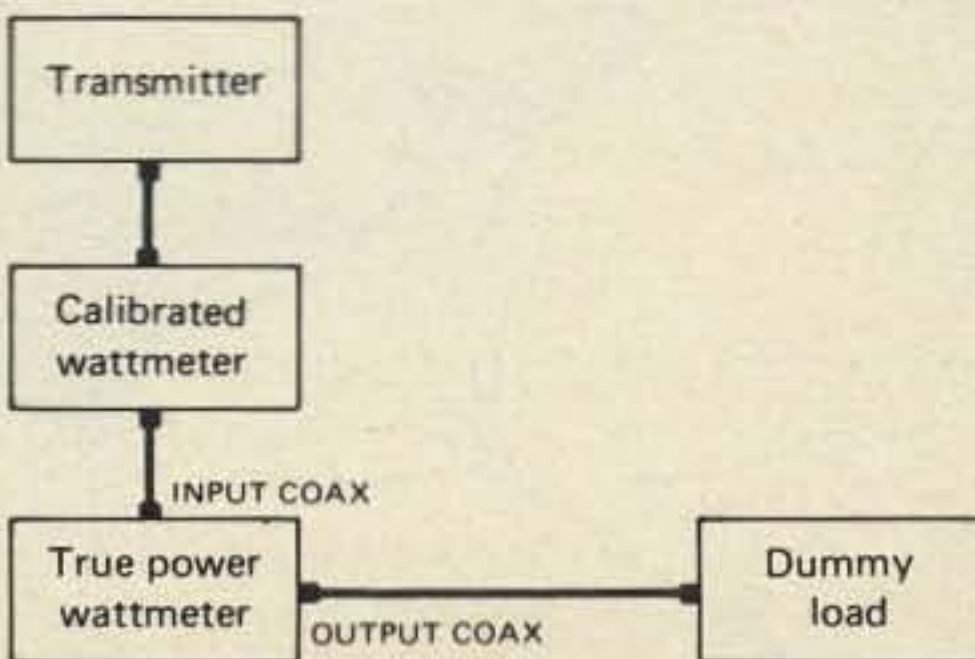 Transmitter
Calibrated
wattmeter
INPUT COAX
True power
wattmeter
OUTPUT COAX
Dummy
load